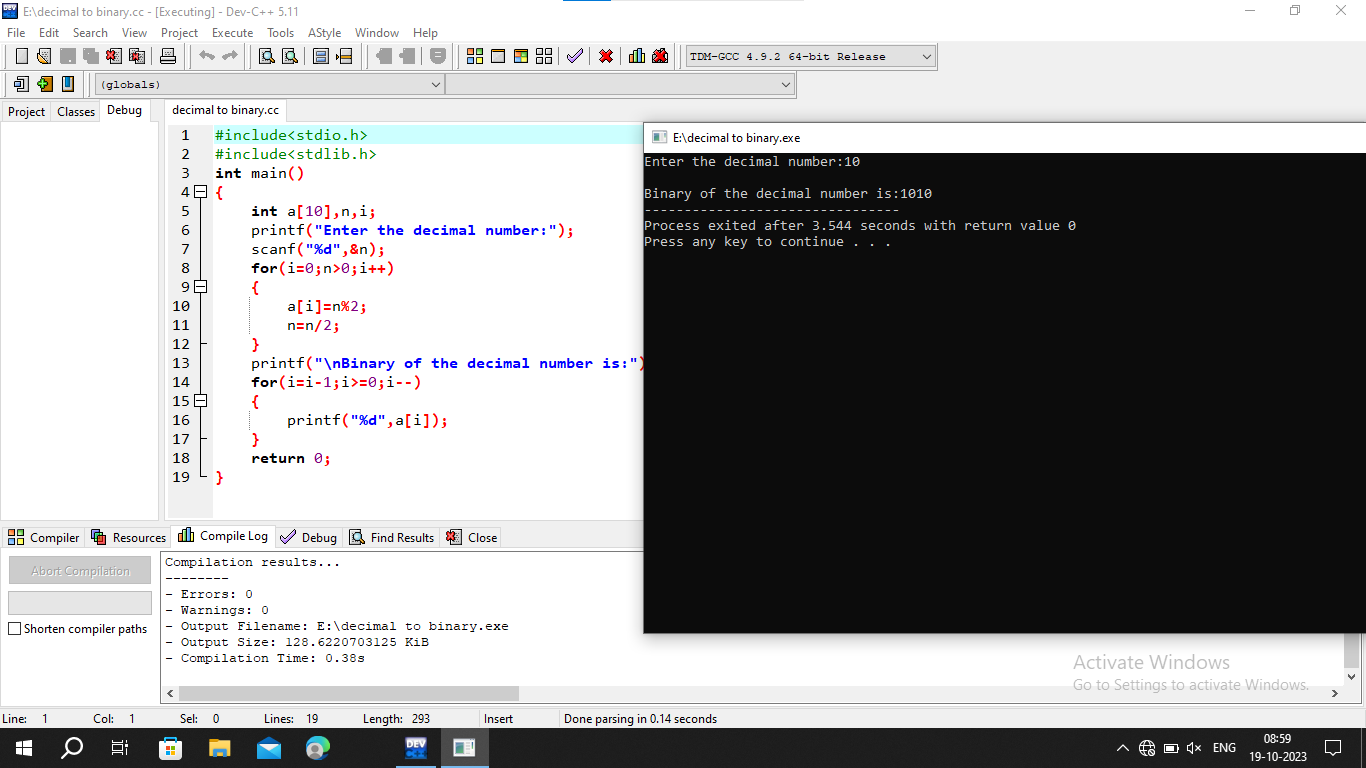 E:\decimal to binary.cc - [Executing] - Dev-C++ 5.11
File Edit Search View Project Execute Tools AStyle Window Help
TDM-GCC 4.9.2 64-bit Release
(globals)
Project Classes Debug
decimal to binary.cc
1 #include<stdio.h>
2 #include<stdlib.h>
3 int main()
4 {
5 int a[10],n,i;
6 printf("Enter the decimal number:");
7 scanf("%d",&n);
8 for(i=0;n>0;i++)
9 {
10 a[i]=n%2;
11 n=n/2;
12 }
13 printf("\nBinary of the decimal number is:")
14 for(i=i-1;i>=0;i--)
15 {
16 printf("%d",a[i]);
17 }
18 return 0;
19 }
E:\decimal to binary.exe
Enter the decimal number:10
Binary of the decimal number is:1010
--------------------------------
Process exited after 3.544 seconds with return value 0
Press any key to continue . . .
Compiler Resources Compile Log Debug Find Results Close
Abort Compilation
Shorten compiler paths
Compilation results...
--------
- Errors: 0
- Warnings: 0
- Output Filename: E:\decimal to binary.exe
- Output Size: 128.6220703125 KiB
- Compilation Time: 0.38s
Activate Windows
Go to Settings to activate Windows.
Line: 1 Col: 1 Sel: 0 Lines: 19 Length: 293 Insert Done parsing in 0.14 seconds
DEV
ENG
08:59
19-10-2023